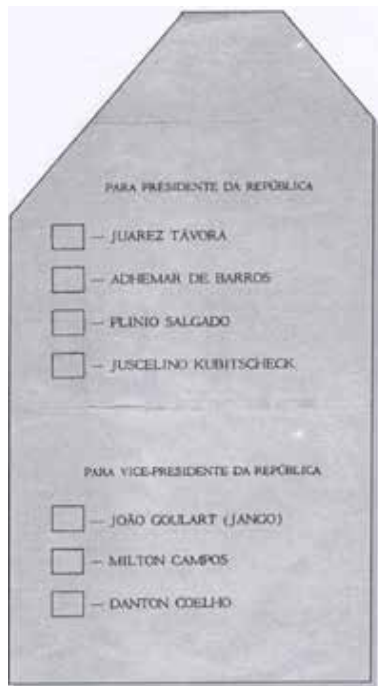 PARA PRESIDENTE DA REPÚBLICA
— JUAREZ TÁVORA
— ADHEMAR DE BARROS
— PLINIO SALGADO
— JUSCELINO KUBITSCHECK
PARA VICE-PRESIDENTE DA REPÚBLICA
— JOÃO GOULART (JANGO)
— MILTON CAMPOS
— DANTON COELHO